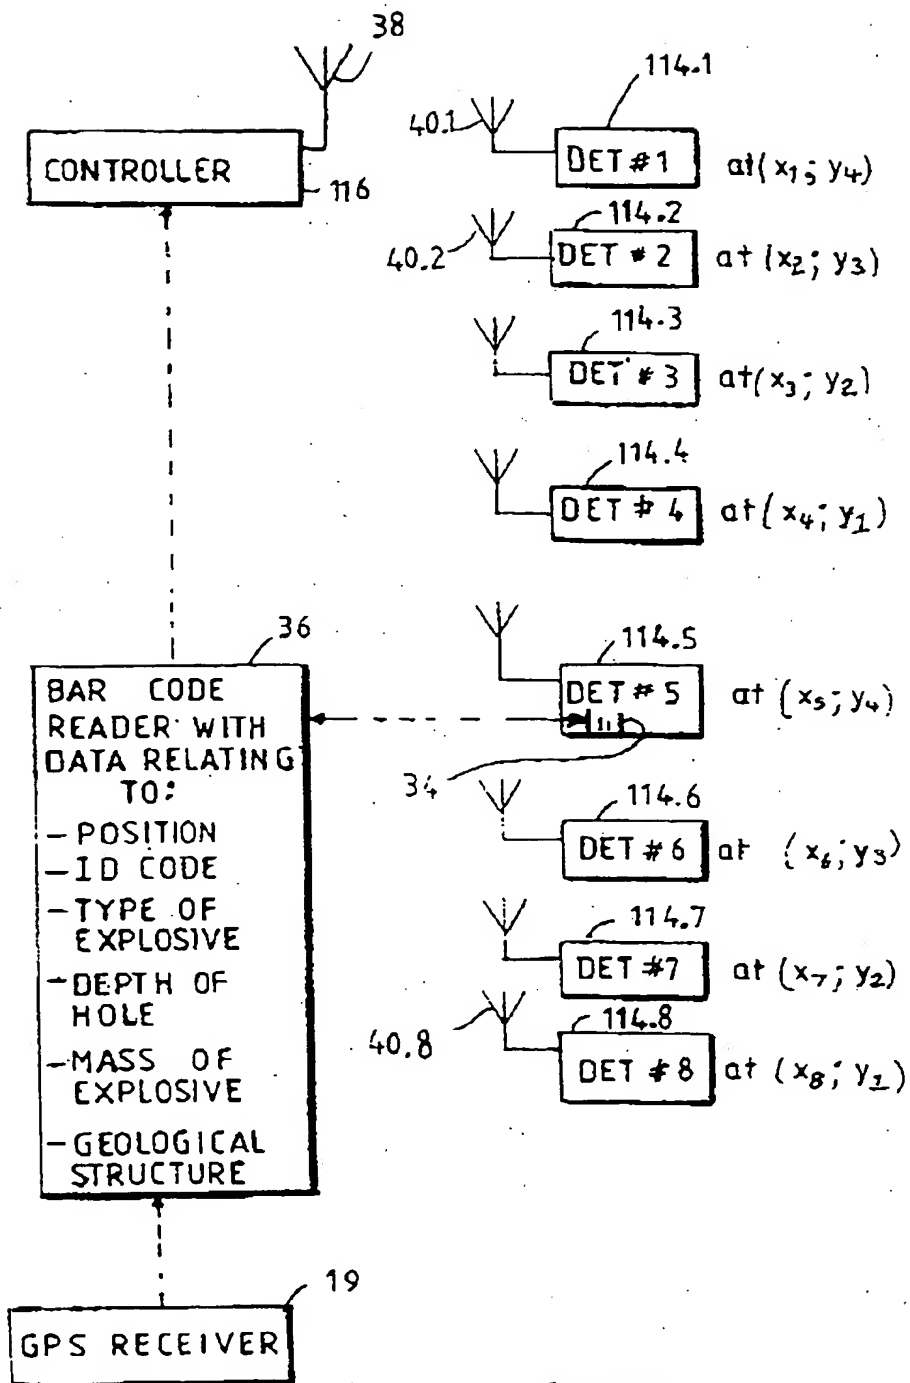 38
CONTROLLER
116
114.1
40.1
DET #1 at (x₁; y₄)
114.2
40.2
DET #2 at (x₂; y₃)
114.3
DET #3 at (x₃; y₂)
114.4
DET #4 at (x₄; y₁)
36
BAR CODE
READER WITH
DATA RELATING
TO:
- POSITION
- ID CODE
- TYPE OF
EXPLOSIVE
- DEPTH OF
HOLE
- MASS OF
EXPLOSIVE
- GEOLOGICAL
STRUCTURE
114.5
DET #5 at (x₅; y₄)
34
114.6
DET #6 at (x₆; y₃)
114.7
DET #7 at (x₇; y₂)
40.8
114.8
DET #8 at (x₈; y₁)
19
GPS RECEIVER